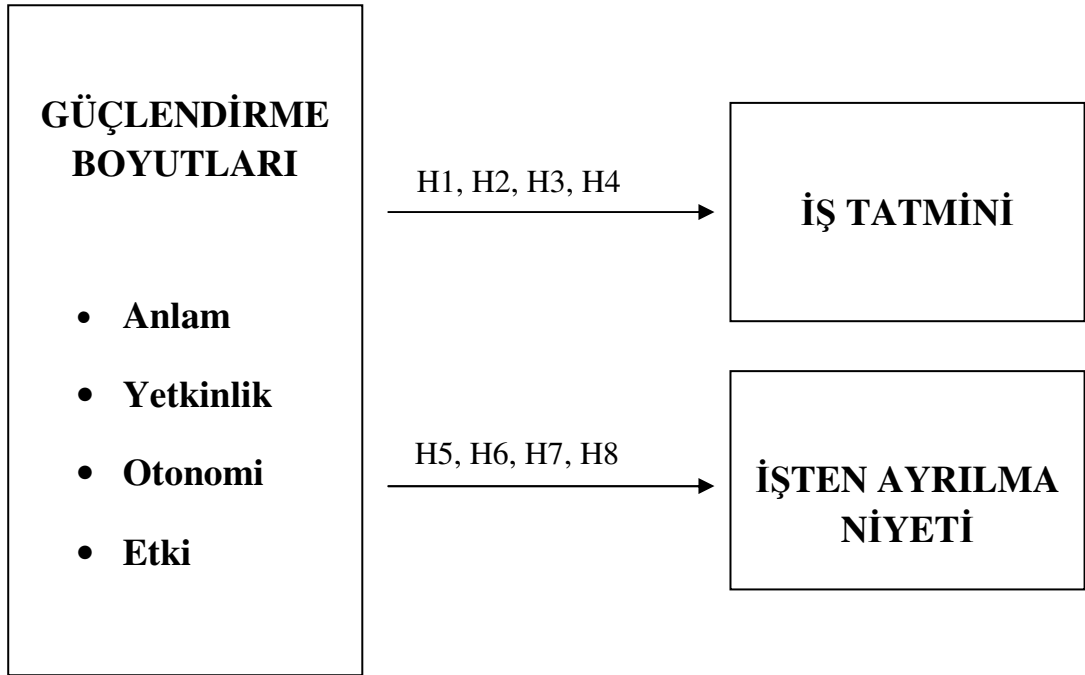 GÜÇLENDİRME
BOYUTLARI
• Anlam
• Yetkinlik
• Otonomi
• Etki
H1, H2, H3, H4
İŞ TATMİNİ
H5, H6, H7, H8
İŞTEN AYRILMA
NİYETİ